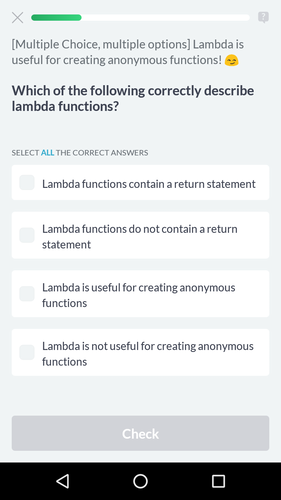 [Multiple Choice, multiple options] Lambda is
useful for creating anonymous functions! 😊
Which of the following correctly describe
lambda functions?
SELECT ALL THE CORRECT ANSWERS
Lambda functions contain a return statement
Lambda functions do not contain a return
statement
Lambda is useful for creating anonymous
functions
Lambda is not useful for creating anonymous
functions
Check